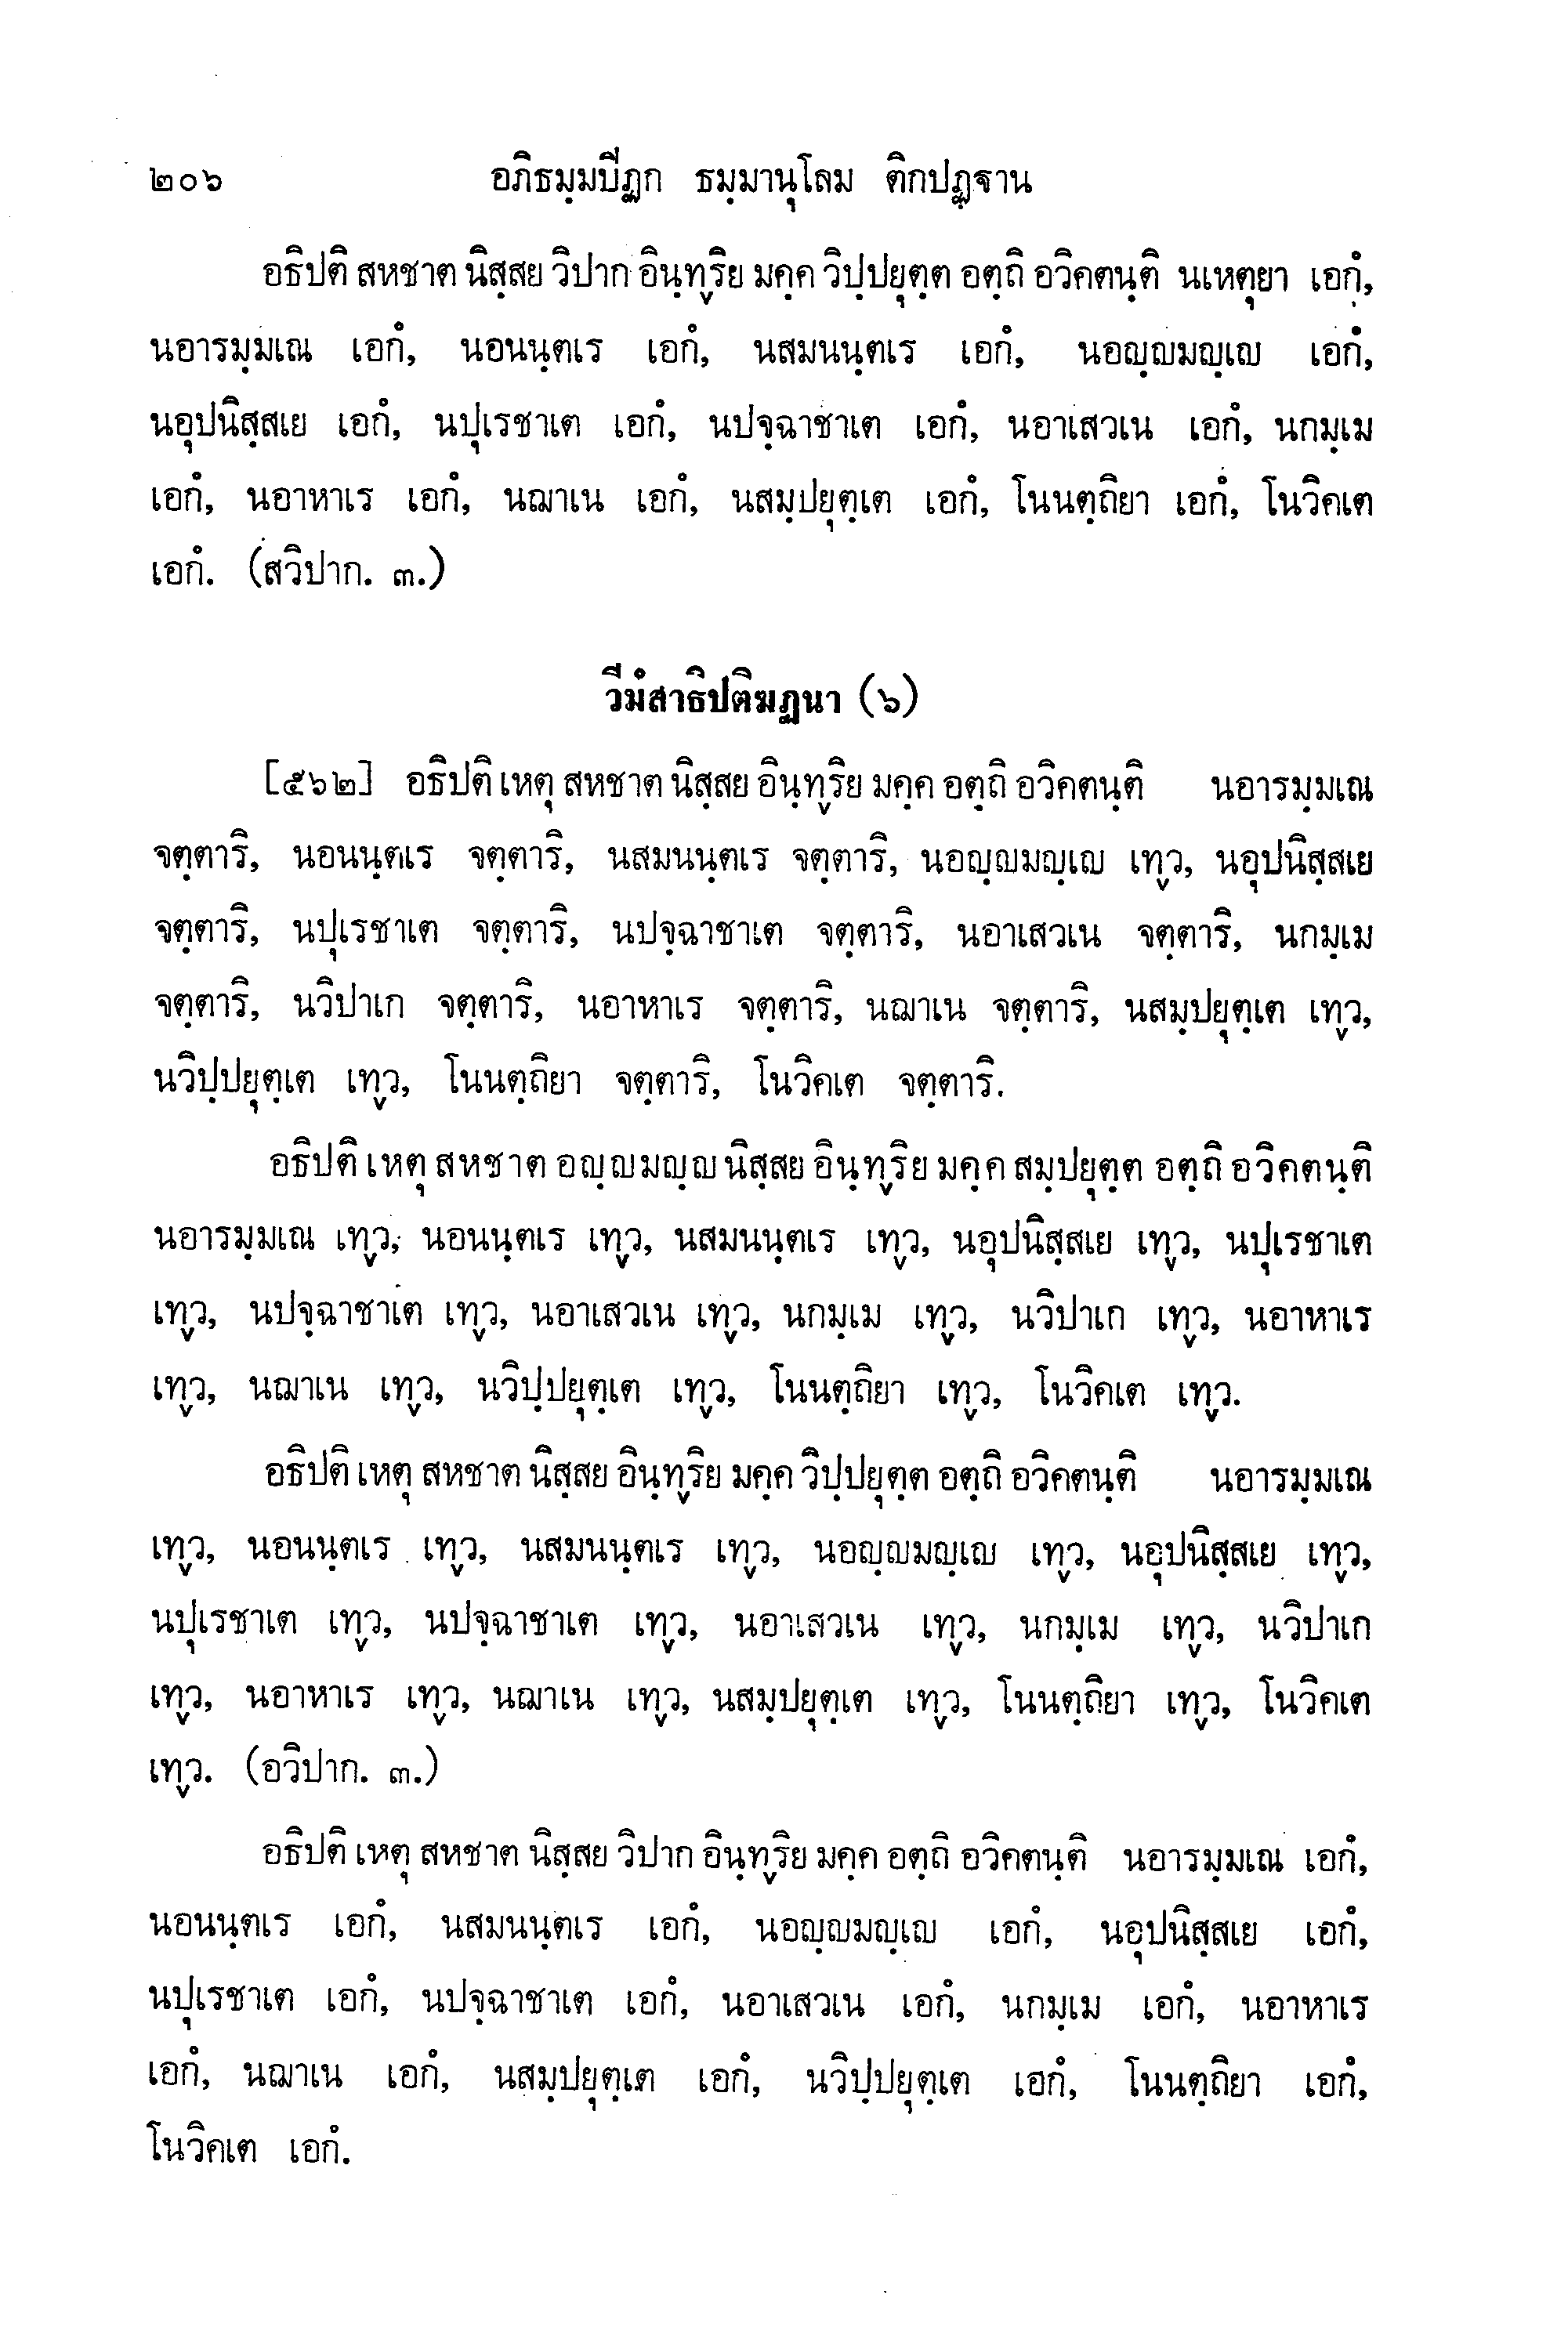 ๒๐๖ อภิธมฺมปิฏก ธมฺมานุโลม ติกปฏฺฐาน
อธิปติ สหชาต นิสฺสย วิปาก อินฺทฺริย มคฺค วิปฺปยุตฺต อตฺถิ อวิคตนฺติ นเหตุยา เอกํ,
นอารมฺมเณ เอกํ, นอนนฺตเร เอกํ, นสมนนฺตเร เอกํ, นอญฺญมญฺเญ เอกํ,
นอุปนิสฺสเย เอกํ, นปุเรชาเต เอกํ, นปจฺฉาชาเต เอกํ, นอาเสวเน เอกํ, นกมฺเม
เอกํ, นอาหาเร เอกํ, นฌาเน เอกํ, นสมฺปยุตฺเต เอกํ, โนนตฺถิยา เอกํ, โนวิคเต
เอกํ. (สวิปาก. ๓.)
วีมํสาธิปติฆฏนา (๖)
[๕๖๒] อธิปติ เหตุ สหชาต นิสฺสย อินฺทฺริย มคฺค อตฺถิ อวิคตนฺติ นอารมฺมเณ
จตฺตาริ, นอนนฺตเร จตฺตาริ, นสมนนฺตเร จตฺตาริ, นอญฺญมญฺเญ เทฺว, นอุปนิสฺสเย
จตฺตาริ, นปุเรชาเต จตฺตาริ, นปจฺฉาชาเต จตฺตาริ, นอาเสวเน จตฺตาริ, นกมฺเม
จตฺตาริ, นวิปาเก จตฺตาริ, นอาหาเร จตฺตาริ, นฌาเน จตฺตาริ, นสมฺปยุตฺเต เทฺว,
นวิปฺปยุตฺเต เทฺว, โนนตฺถิยา จตฺตาริ, โนวิคเต จตฺตาริ.
อธิปติ เหตุ สหชาต อญฺญมญฺญ นิสฺสย อินฺทฺริย มคฺค สมฺปยุตฺต อตฺถิ อวิคตนฺติ
นอารมฺมเณ เทฺว, นอนนฺตเร เทฺว, นสมนนฺตเร เทฺว, นอุปนิสฺสเย เทฺว, นปุเรชาเต
เทฺว, นปจฺฉาชาเต เทฺว, นอาเสวเน เทฺว, นกมฺเม เทฺว, นวิปาเก เทฺว, นอาหาเร
เทฺว, นฌาเน เทฺว, นวิปฺปยุตฺเต เทฺว, โนนตฺถิยา เทฺว, โนวิคเต เทฺว.
อธิปติ เหตุ สหชาต นิสฺสย อินฺทฺริย มคฺค วิปฺปยุตฺต อตฺถิ อวิคตนฺติ นอารมฺมเณ
เทฺว, นอนนฺตเร เทฺว, นสมนนฺตเร เทฺว, นอญฺญมญฺเญ เทฺว, นอุปนิสฺสเย เทฺว,
นปุเรชาเต เทฺว, นปจฺฉาชาเต เทฺว, นอาเสวเน เทฺว, นกมฺเม เทฺว, นวิปาเก
เทฺว, นอาหาเร เทฺว, นฌาเน เทฺว, นสมฺปยุตฺเต เทฺว, โนนตฺถิยา เทฺว, โนวิคเต
เทฺว. (อวิปาก. ๓.)
อธิปติ เหตุ สหชาต นิสฺสย วิปาก อินฺทฺริย มคฺค อตฺถิ อวิคตนฺติ นอารมฺมเณ เอกํ,
นอนนฺตเร เอกํ, นสมนนฺตเร เอกํ, นอญฺญมญฺเญ เอกํ, นอุปนิสฺสเย เอกํ,
นปุเรชาเต เอกํ, นปจฺฉาชาเต เอกํ, นอาเสวเน เอกํ, นกมฺเม เอกํ, นอาหาเร
เอกํ, นฌาเน เอกํ, นสมฺปยุตฺเต เอกํ, นวิปฺปยุตฺเต เอกํ, โนนตฺถิยา เอกํ,
โนวิคเต เอกํ.